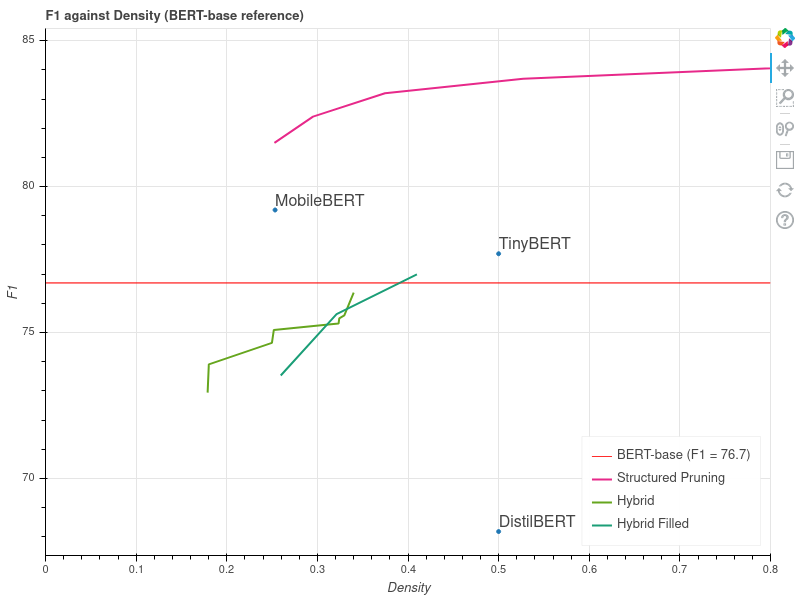 F1 against Density (BERT-base reference)
85
80
75
70
F1
MobileBERT
TinyBERT
DistilBERT
BERT-base (F1 = 76.7)
Structured Pruning
Hybrid
Hybrid Filled
0 0.1 0.2 0.3 0.4 0.5 0.6 0.7 0.8
Density